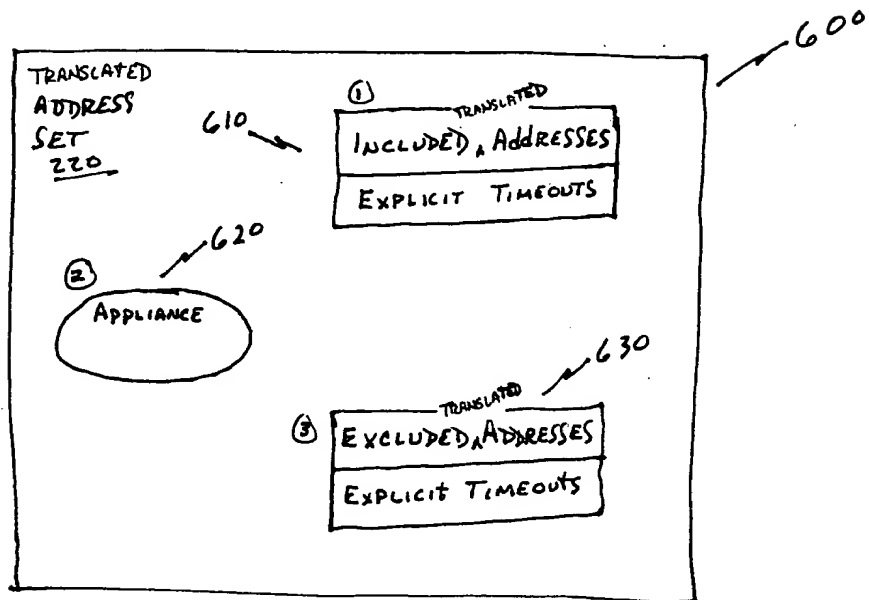 600
TRANSLATED
ADDRESS
SET
220
610
①
TRANSLATED
INCLUDED ^ ADDRESSES
EXPLICIT TIMEOUTS
620
②
APPLIANCE
630
③
TRANSLATED
EXCLUDED ^ ADDRESSES
EXPLICIT TIMEOUTS